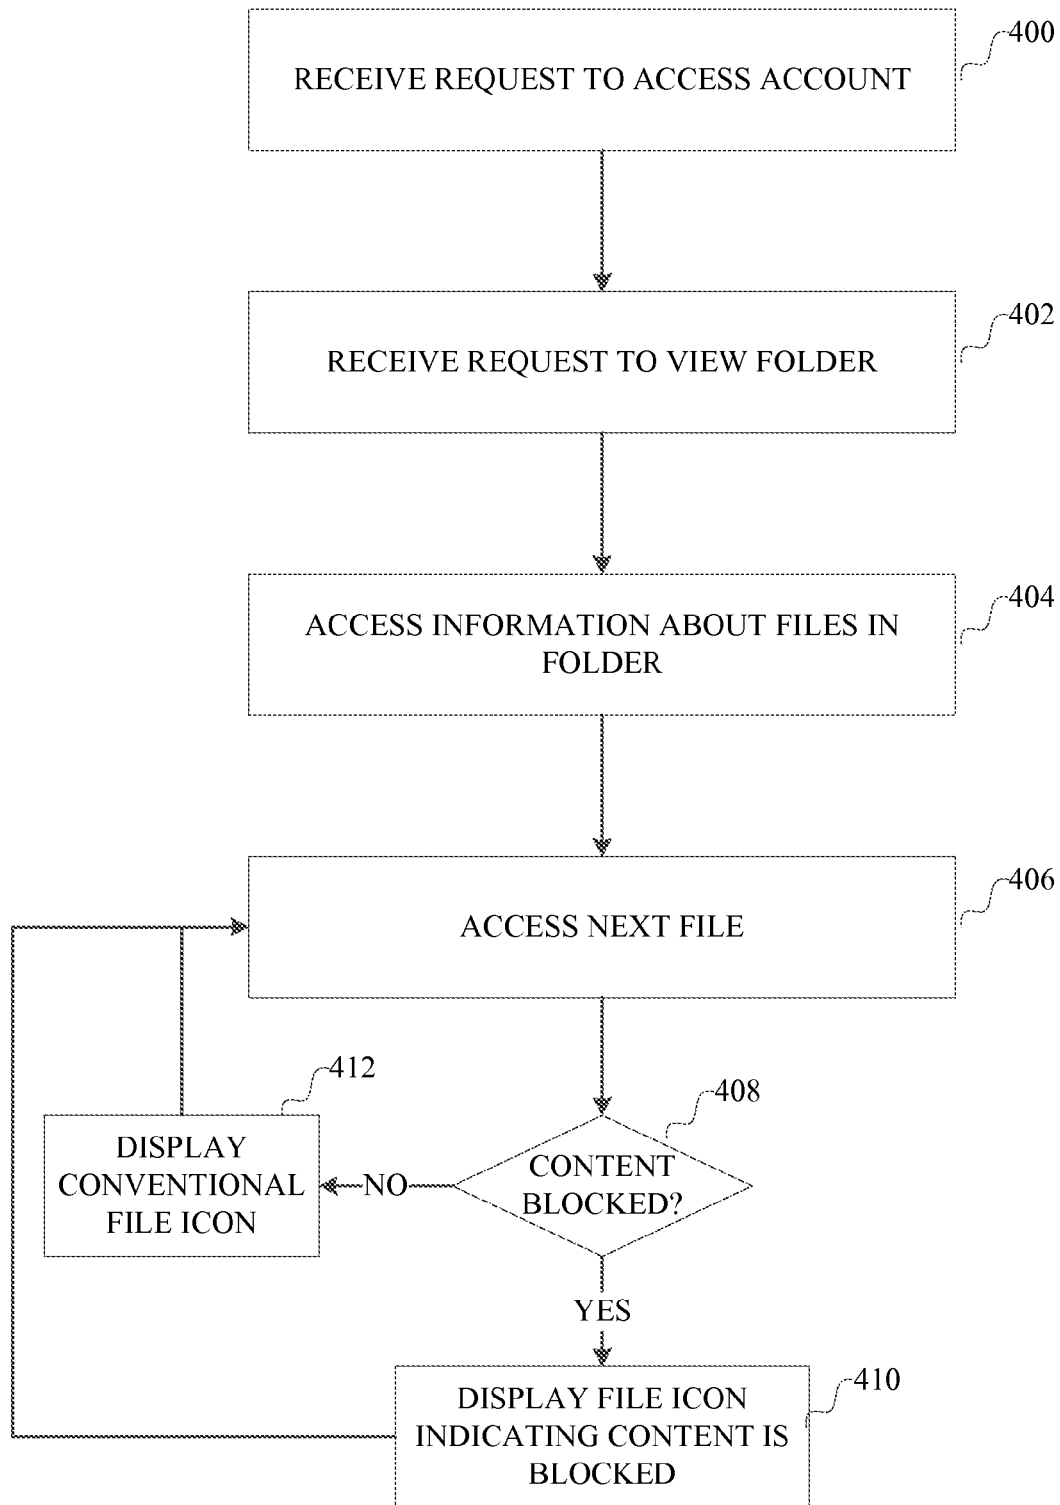 400
RECEIVE REQUEST TO ACCESS ACCOUNT
402
RECEIVE REQUEST TO VIEW FOLDER
404
ACCESS INFORMATION ABOUT FILES IN
FOLDER
406
ACCESS NEXT FILE
412
408
DISPLAY
CONVENTIONAL
FILE ICON
NO
CONTENT
BLOCKED?
YES
410
DISPLAY FILE ICON
INDICATING CONTENT IS
BLOCKED